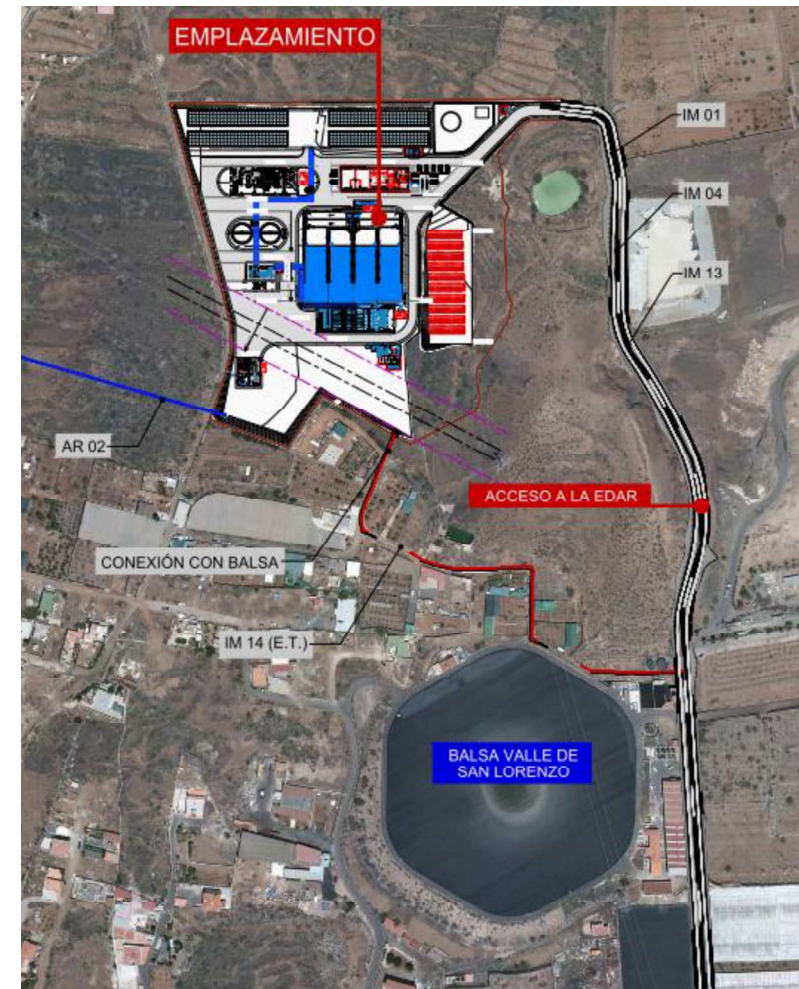 EMPLAZAMIENTO
IM 01
IM 04
IM 13
AR 02
ACCESO A LA EDAR
CONEXIÓN CON BALSA
IM 14 (E.T.)
BALSA VALLE DE
SAN LORENZO